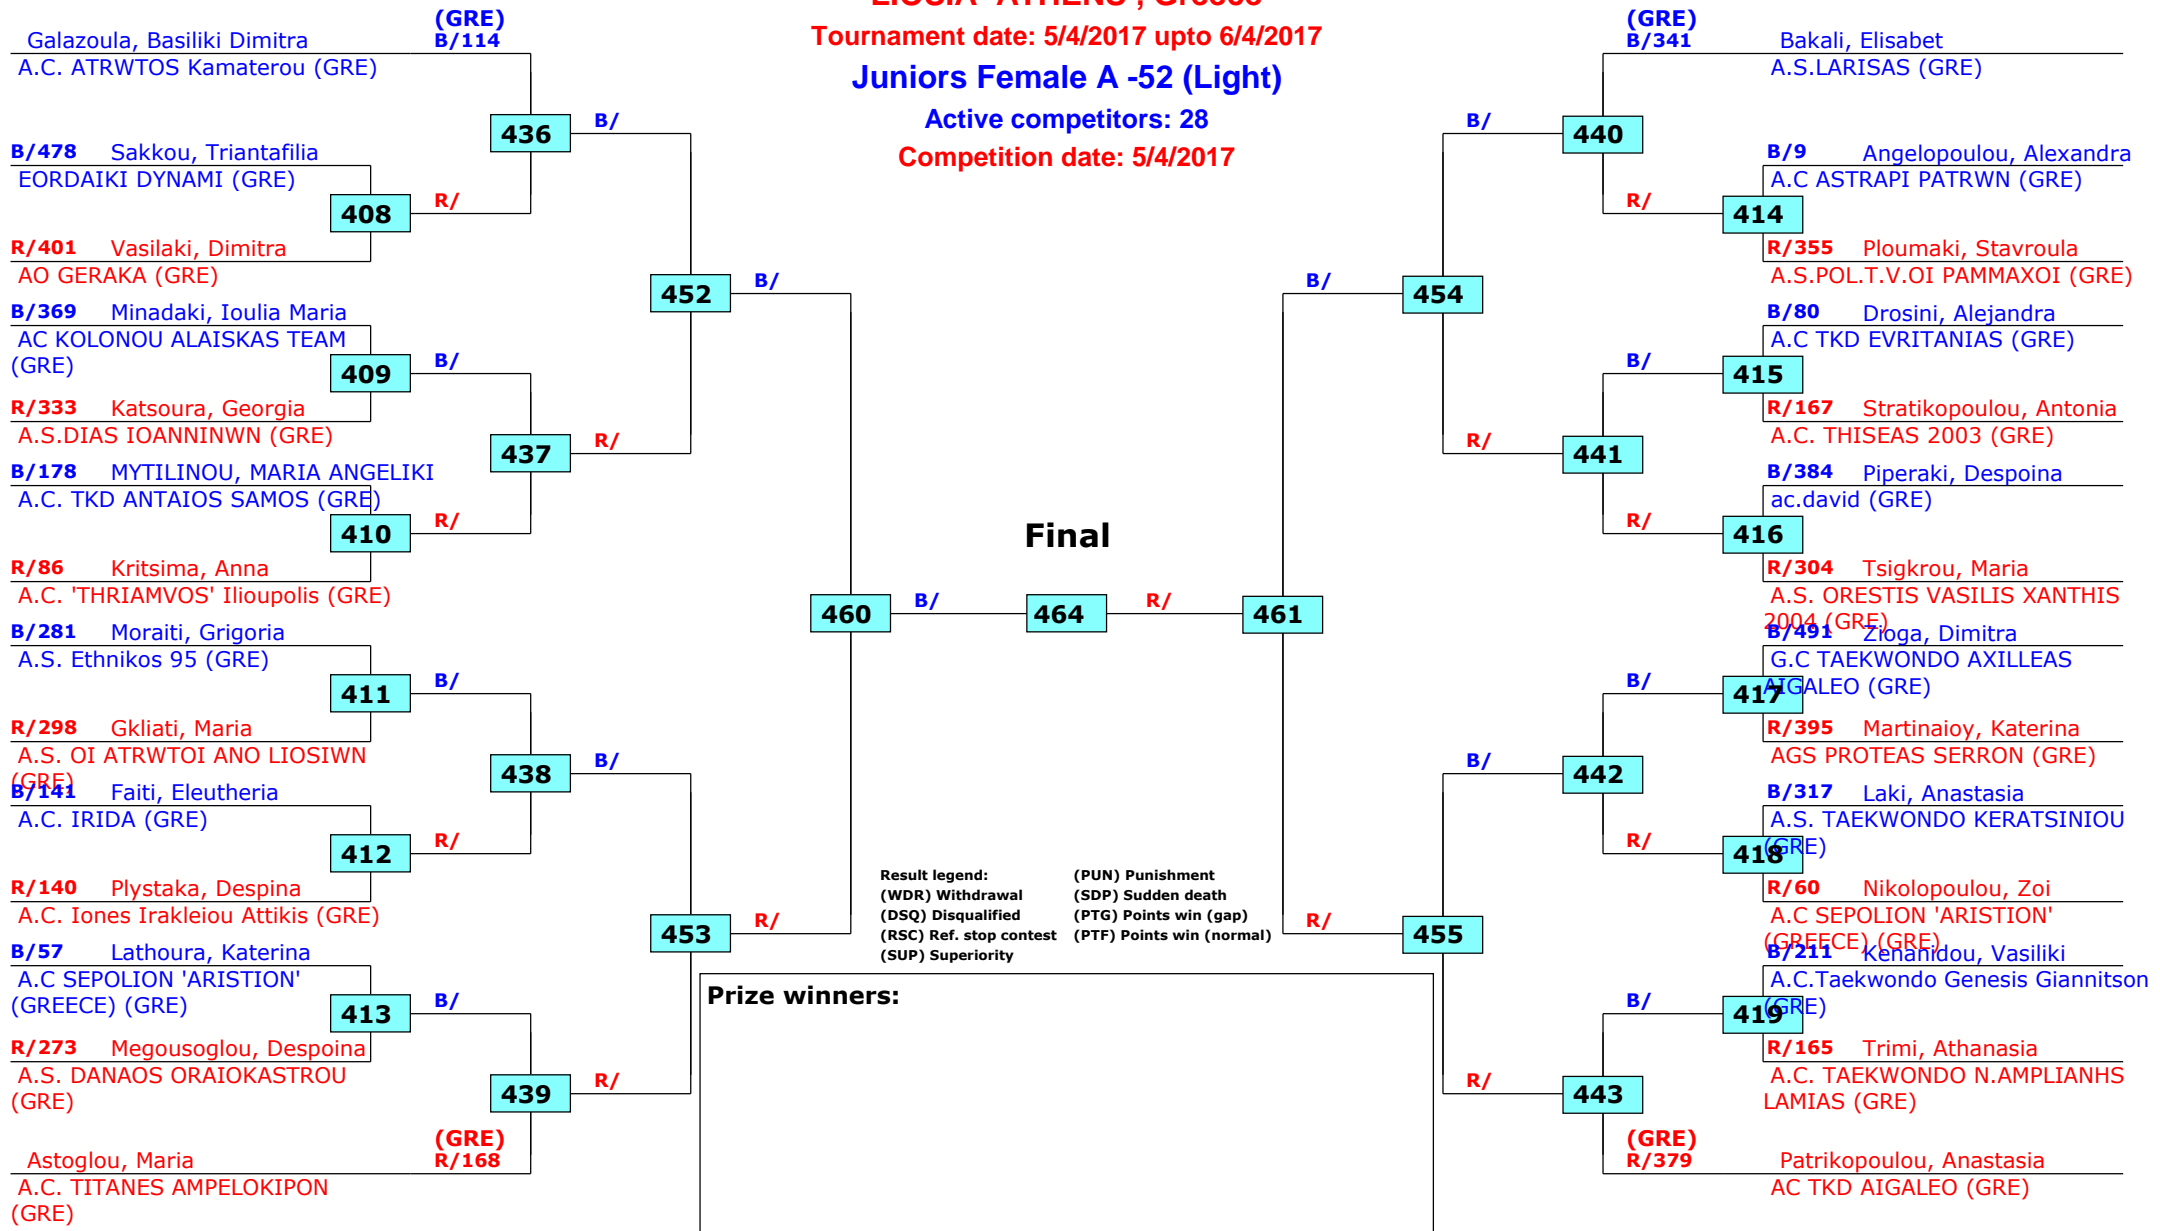 LIOSIA ATHENS , Greece
Tournament date: 5/4/2017 upto 6/4/2017
Juniors Female A -52 (Light)
Active competitors: 28
Competition date: 5/4/2017
(GRE)
Galazoula, Basiliki Dimitra B/114
A.C. ATRWTOS Kamaterou (GRE)
436
B/
B/478 Sakkou, Triantafilia
EORDAIKI DYNAMI (GRE)
408
R/
R/401 Vasilaki, Dimitra
AO GERAKA (GRE)
452
B/
B/369 Minadaki, Ioulia Maria
AC KOLONOU ALAISKAS TEAM
(GRE)
409
B/
R/333 Katsoura, Georgia
A.S.DIAS IOANNINWN (GRE)
437
R/
B/178 MYTILINOU, MARIA ANGELIKI
A.C. TKD ANTAIOS SAMOS (GRE)
410
R/
R/86 Kritsima, Anna
A.C. 'THRIAMVOS' Ilioupolis (GRE)
460
B/
B/281 Moraiti, Grigoria
A.S. Ethnikos 95 (GRE)
411
B/
R/298 Gkliati, Maria
A.S. OI ATRWTOI ANO LIOSIWN
(GRE)
438
B/
B/141 Faiti, Eleutheria
A.C. IRIDA (GRE)
412
R/
R/140 Plystaka, Despina
A.C. Iones Irakleiou Attikis (GRE)
453
R/
B/57 Lathoura, Katerina
A.C SEPOLION 'ARISTION'
(GREECE) (GRE)
413
B/
R/273 Megousoglou, Despoina
A.S. DANAOS ORAIOKASTROU
(GRE)
439
R/
(GRE)
Astoglou, Maria R/168
A.C. TITANES AMPELOKIPON
(GRE)
Final
464
R/
(GRE)
B/341 Bakali, Elisabet
A.S.LARISAS (GRE)
B/
440
B/9 Angelopoulou, Alexandra
A.C ASTRAPI PATRWN (GRE)
R/
414
R/355 Ploumaki, Stavroula
A.S.POL.T.V.OI PAMMAXOI (GRE)
B/
454
B/80 Drosini, Alejandra
A.C TKD EVRITANIAS (GRE)
B/
415
R/167 Stratikopoulou, Antonia
A.C. THISEAS 2003 (GRE)
R/
441
B/384 Piperaki, Despoina
ac.david (GRE)
R/
416
R/304 Tsigkrou, Maria
A.S. ORESTIS VASILIS XANTHIS
2004 (GRE)
461
B/491 Zioga, Dimitra
G.C TAEKWONDO AXILLEAS
AIGALEO (GRE)
B/
417
R/395 Martinaioy, Katerina
AGS PROTEAS SERRON (GRE)
B/
442
B/317 Laki, Anastasia
A.S. TAEKWONDO KERATSINIOU
(GRE)
R/
418
R/60 Nikolopoulou, Zoi
A.C SEPOLION 'ARISTION'
(GREECE) (GRE)
R/
455
B/211 Kenanidou, Vasiliki
A.C.Taekwondo Genesis Giannitson
(GRE)
B/
419
R/165 Trimi, Athanasia
A.C. TAEKWONDO N.AMPLIANHS
LAMIAS (GRE)
R/
443
(GRE)
R/379 Patrikopoulou, Anastasia
AC TKD AIGALEO (GRE)
Result legend: (PUN) Punishment
(WDR) Withdrawal (SDP) Sudden death
(DSQ) Disqualified (PTG) Points win (gap)
(RSC) Ref. stop contest (PTF) Points win (normal)
(SUP) Superiority
Prize winners: